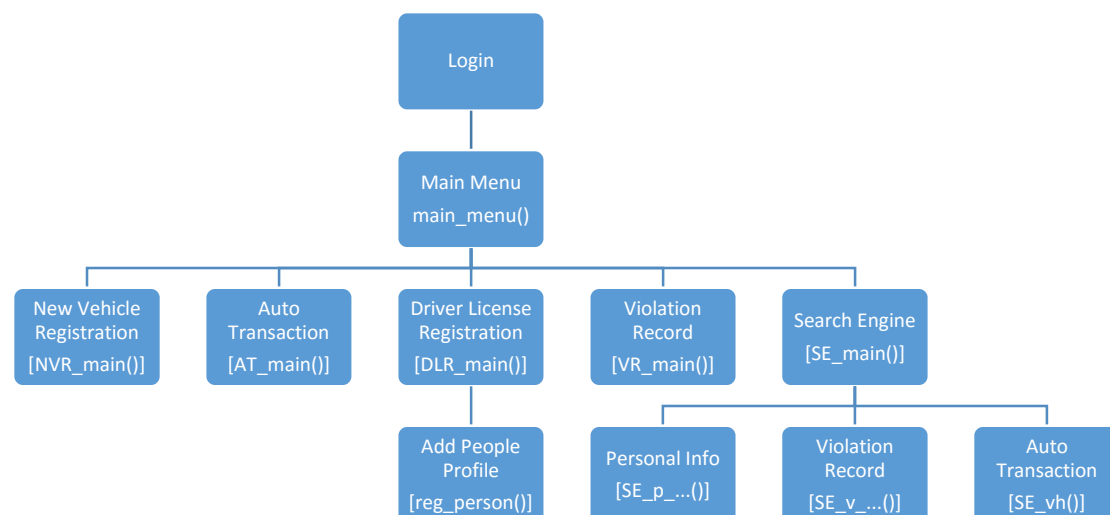 Login
Main Menu
main_menu()
New Vehicle
Registration
[NVR_main()]
Auto
Transaction
[AT_main()]
Driver License
Registration
[DLR_main()]
Violation
Record
[VR_main()]
Search Engine
[SE_main()]
Add People
Profile
[reg_person()]
Personal Info
[SE_p_...()]
Violation
Record
[SE_v_...()]
Auto
Transaction
[SE_vh()]